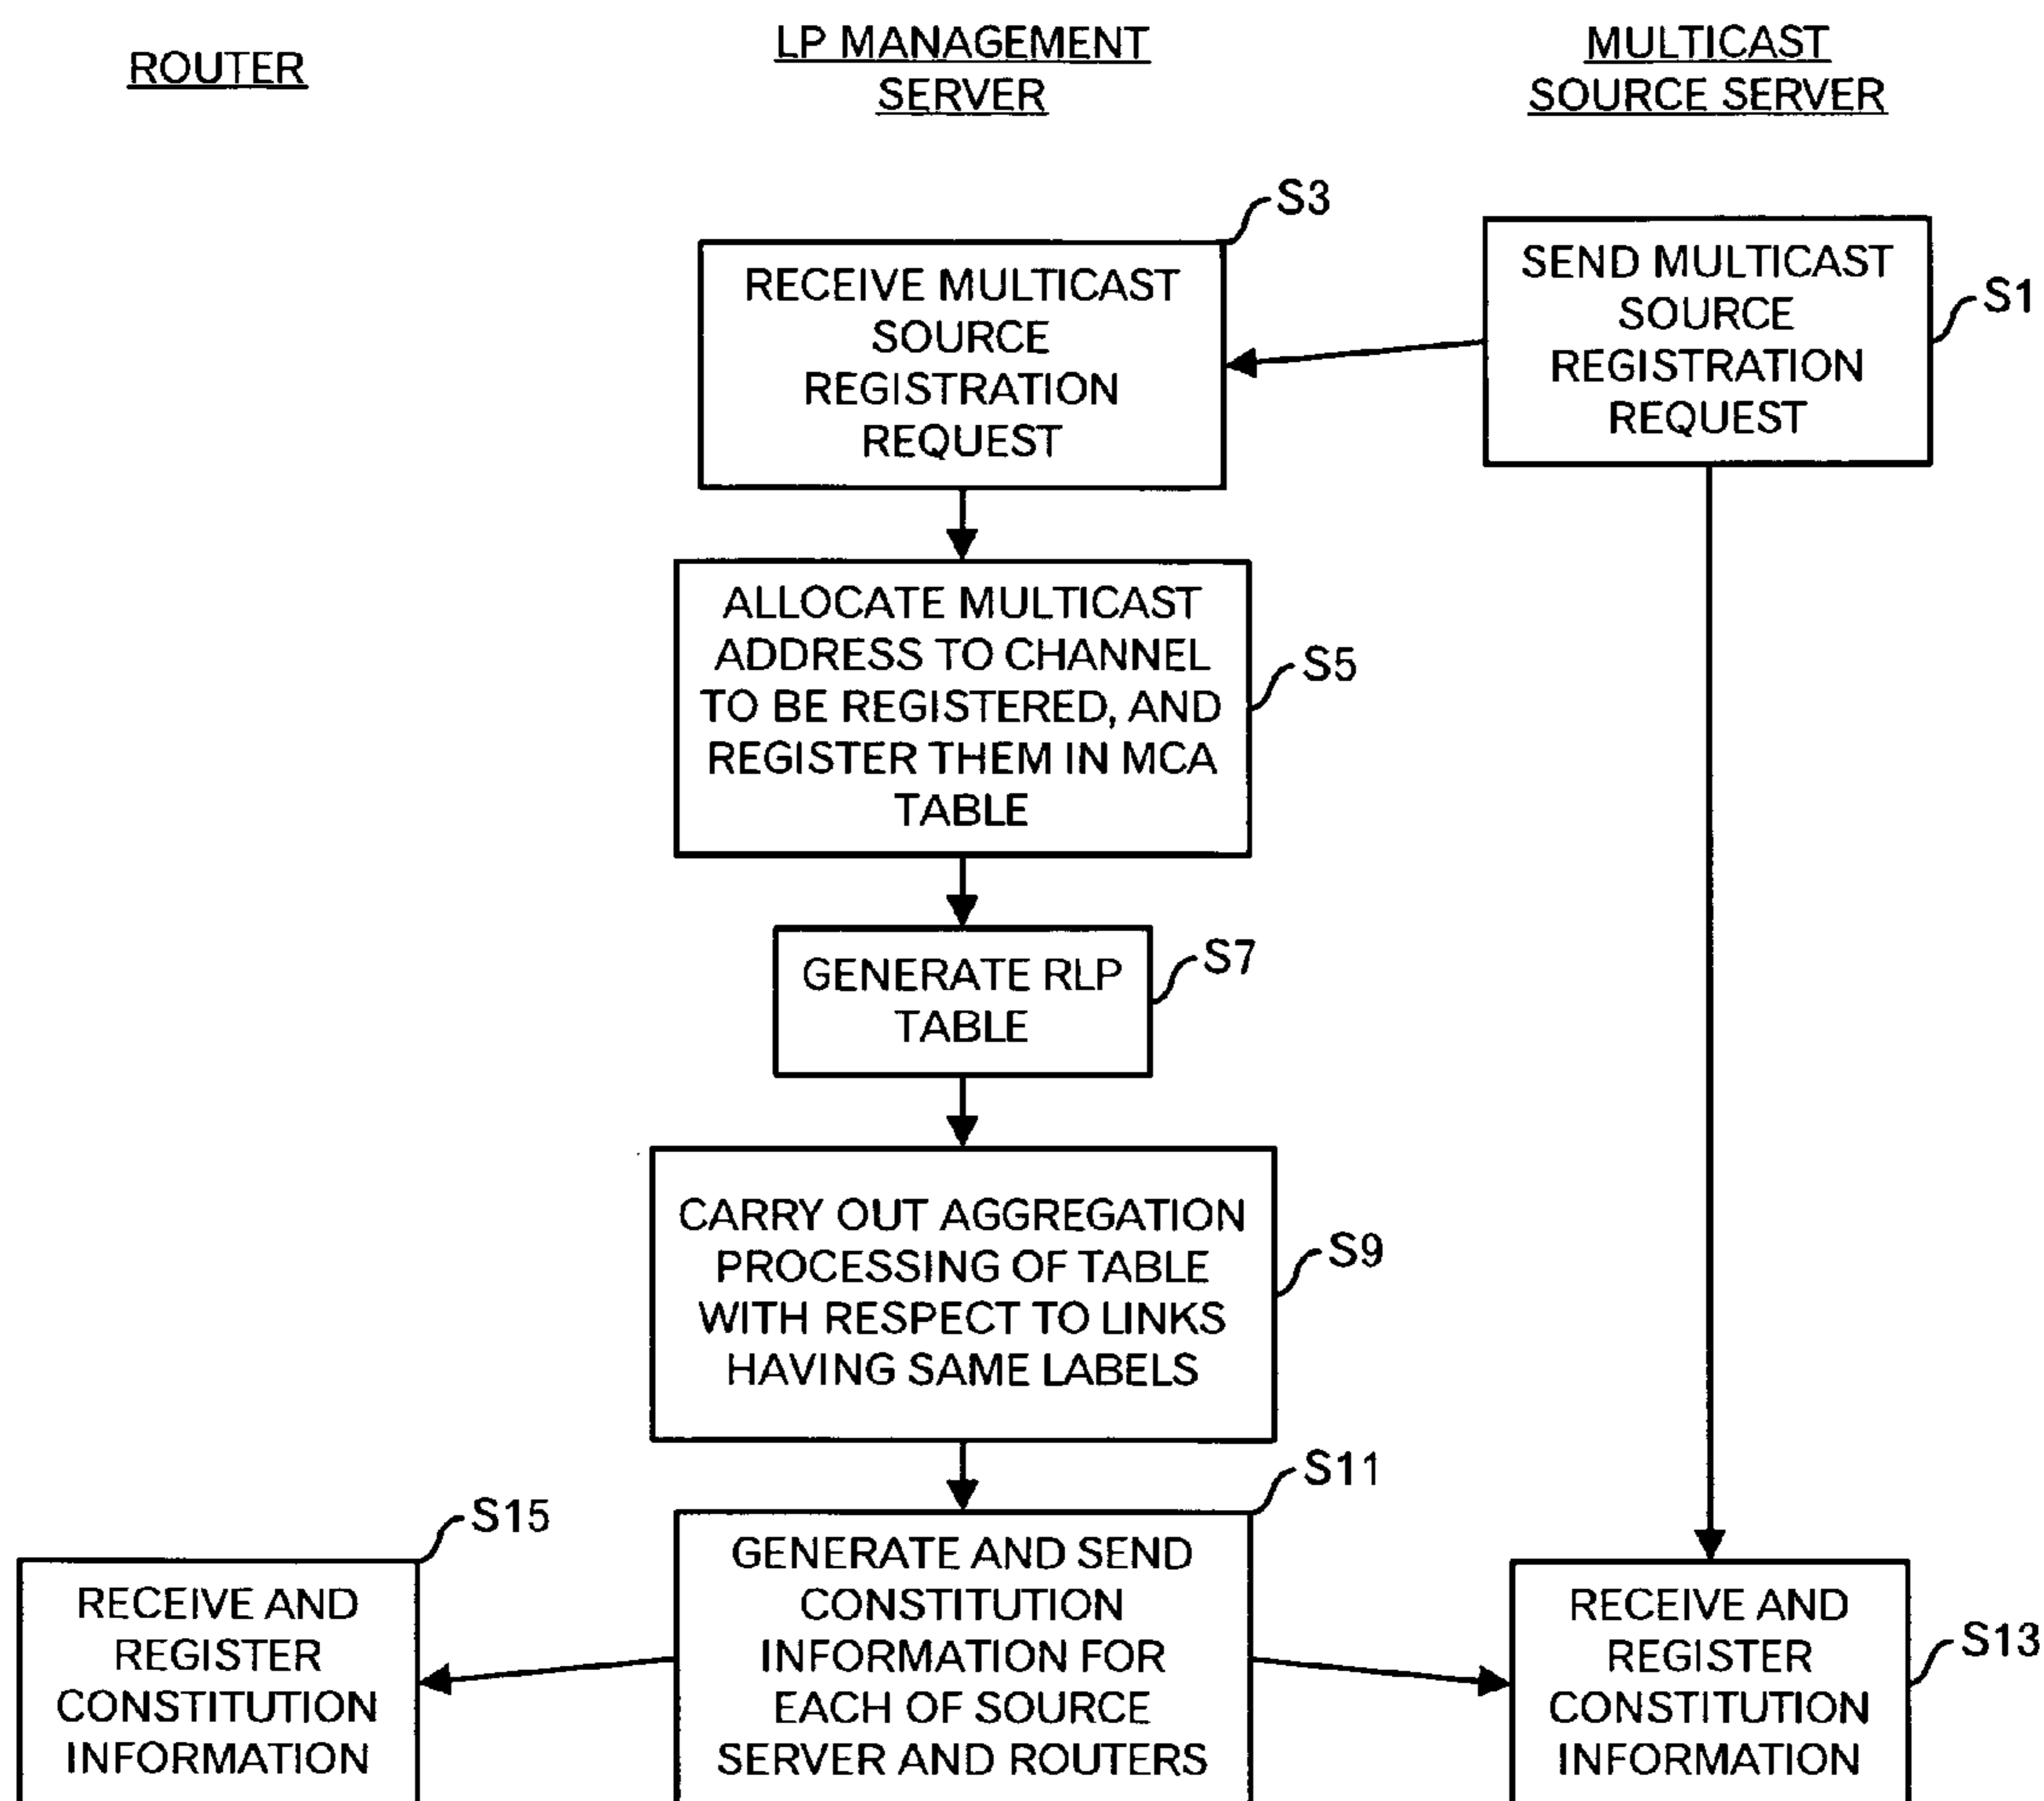 ROUTER
LP MANAGEMENT
SERVER
MULTICAST
SOURCE SERVER
S3
RECEIVE MULTICAST
SOURCE
REGISTRATION
REQUEST
SEND MULTICAST
SOURCE
REGISTRATION
REQUEST
S1
ALLOCATE MULTICAST
ADDRESS TO CHANNEL
TO BE REGISTERED, AND
REGISTER THEM IN MCA
TABLE
S5
GENERATE RLP
TABLE
S7
CARRY OUT AGGREGATION
PROCESSING OF TABLE
WITH RESPECT TO LINKS
HAVING SAME LABELS
S9
S11
GENERATE AND SEND
CONSTITUTION
INFORMATION FOR
EACH OF SOURCE
SERVER AND ROUTERS
S15
RECEIVE AND
REGISTER
CONSTITUTION
INFORMATION
RECEIVE AND
REGISTER
CONSTITUTION
INFORMATION
S13